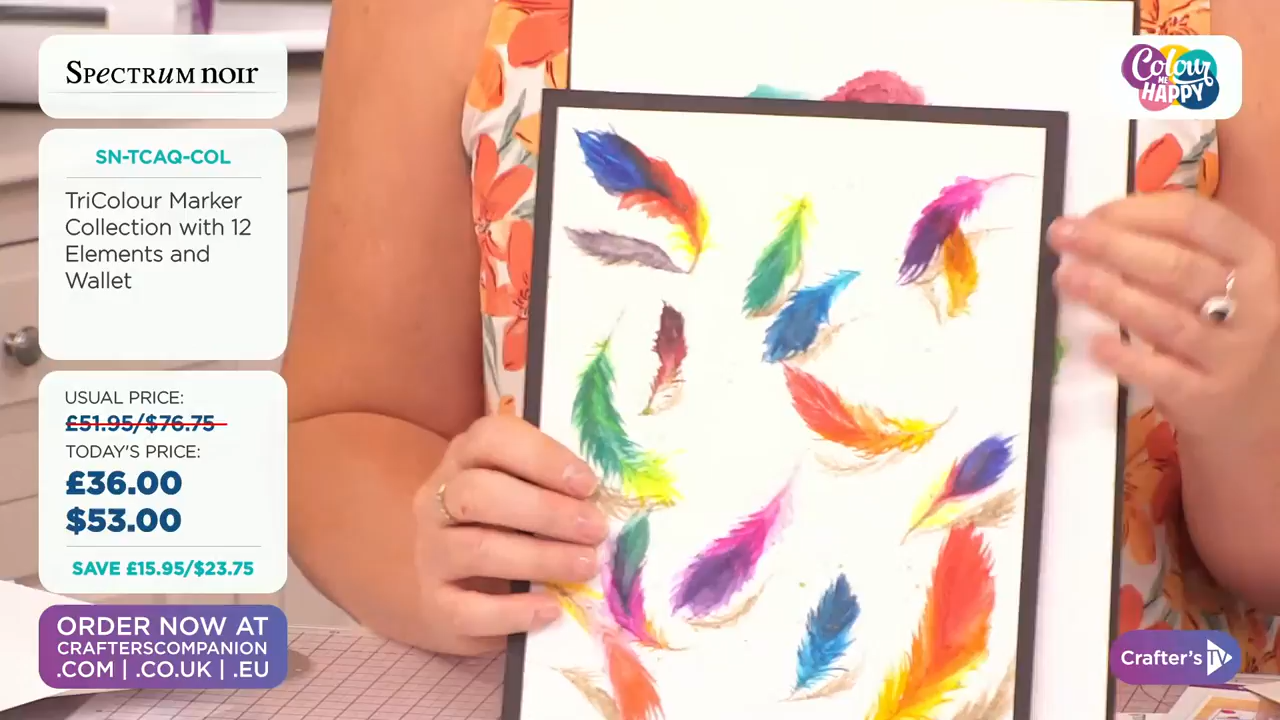 Spectrum noir
SN-TCAQ-COL
TriColour Marker
Collection with 12
Elements and
Wallet
USUAL PRICE:
£51.95/$76.75
TODAY'S PRICE:
£36.00
$53.00
SAVE £15.95/$23.75
ORDER NOW AT
CRAFTERSCOMPANION
.COM | .CO.UK | .EU
Colour
ME
HAPPY
Crafter's TV